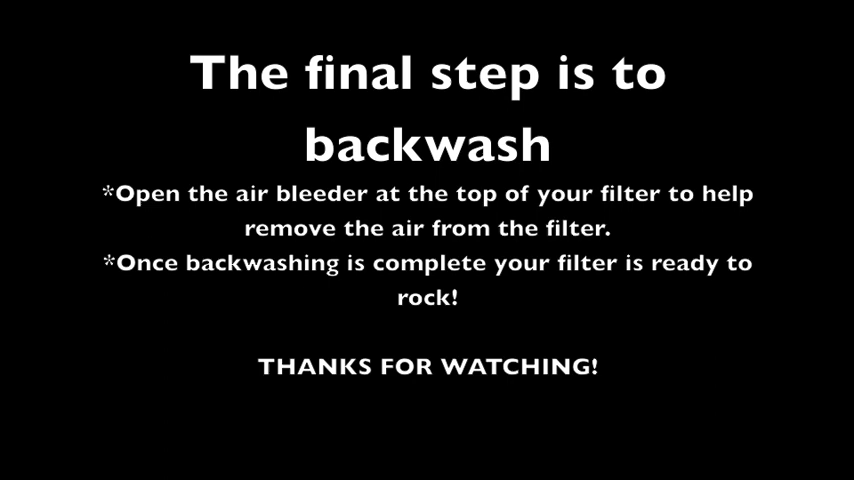 The final step is to
backwash
*Open the air bleeder at the top of your filter to help
remove the air from the filter.
*Once backwashing is complete your filter is ready to
rock!
THANKS FOR WATCHING!